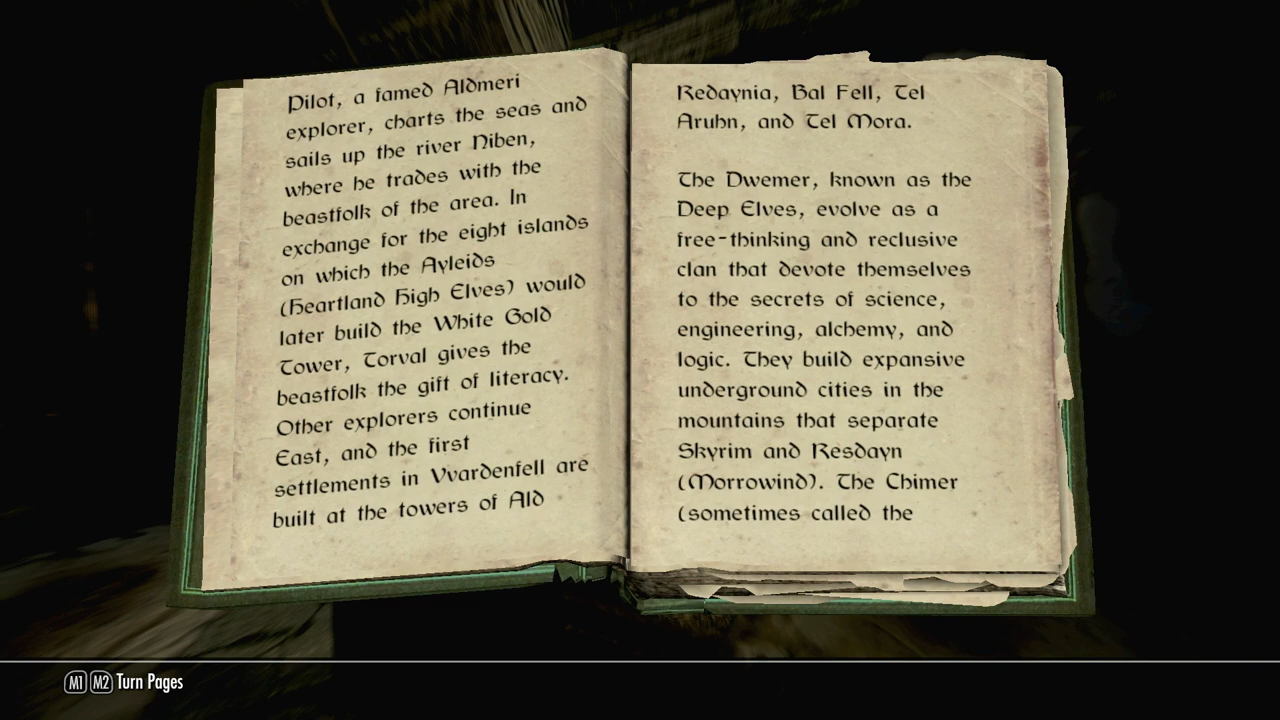 Pilot, a famed Aldmeri
explorer, charts the seas and
sails up the river Niben,
where he trades with the
beastfolk of the area. In
exchange for the eight islands
on which the Ayleids
(Heartland High Elves) would
later build the White Gold
Tower, Torval gives the
beastfolk the gift of literacy.
Other explorers continue
East, and the first
settlements in Vvardenfell are
built at the towers of Ald
Redaynia, Bal Fell, Tel
Aruhn, and Tel Mora.
The Dwemer, known as the
Deep Elves, evolve as a
free-thinking and reclusive
clan that devote themselves
to the secrets of science,
engineering, alchemy, and
logic. They build expansive
underground cities in the
mountains that separate
Skyrim and Resdayn
(Morrowind). The Chimer
(sometimes called the
M1 M2 Turn Pages